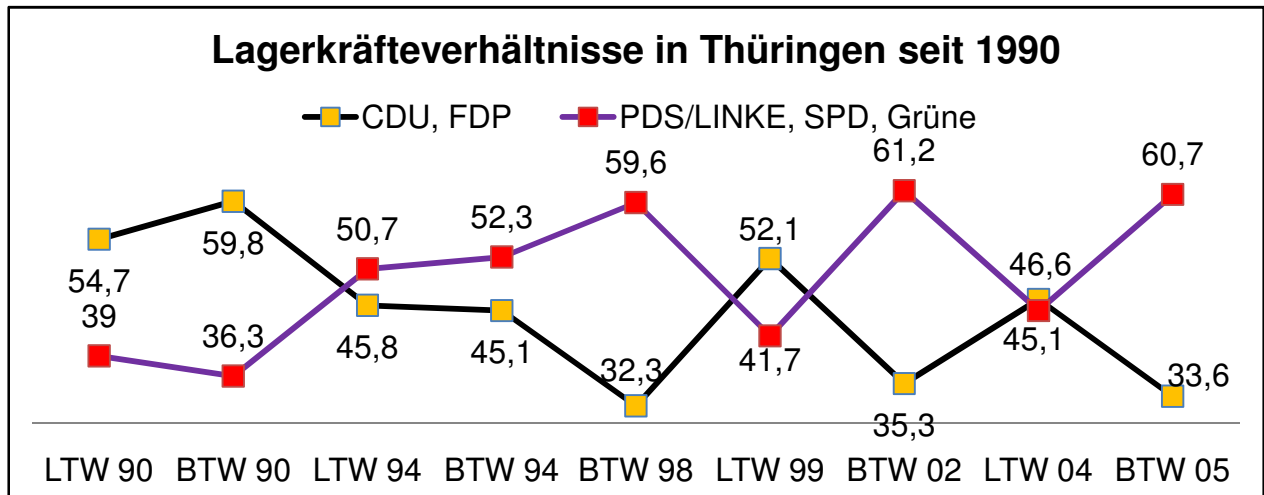 Lagerkräfteverhältnisse in Thüringen seit 1990
CDU, FDP PDS/LINKE, SPD, Grüne
59,6 61,2 60,7
54,7 59,8 50,7 52,3 52,1 46,6
39 36,3 45,8 45,1 32,3 41,7 35,3 45,1 33,6
LTW 90 BTW 90 LTW 94 BTW 94 BTW 98 LTW 99 BTW 02 LTW 04 BTW 05